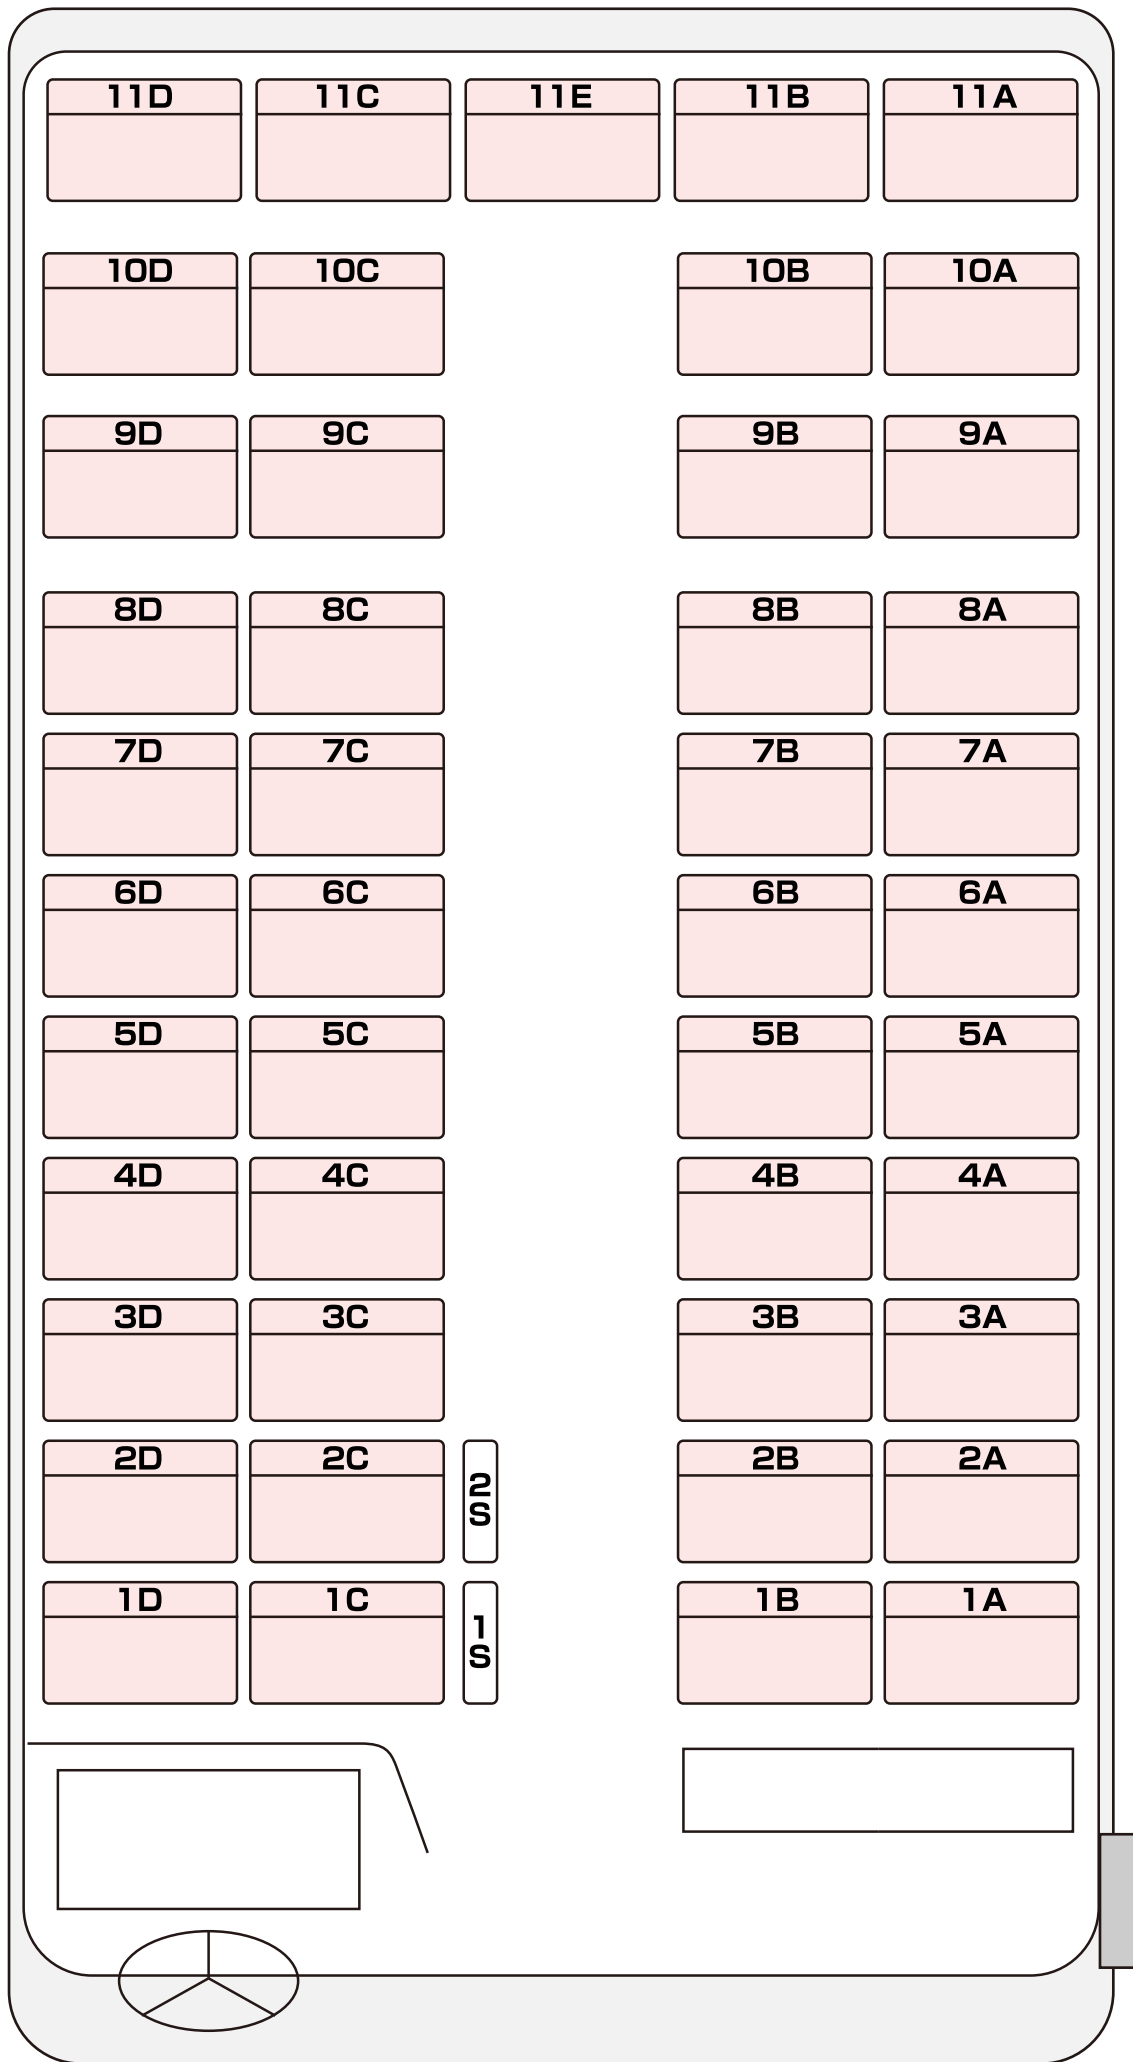 11D 11C 11E 11B 11A
10D 10C 10B 10A
9D 9C 9B 9A
8D 8C 8B 8A
7D 7C 7B 7A
6D 6C 6B 6A
5D 5C 5B 5A
4D 4C 4B 4A
3D 3C 3B 3A
2D 2C 2S 2B 2A
1D 1C 1S 1B 1A